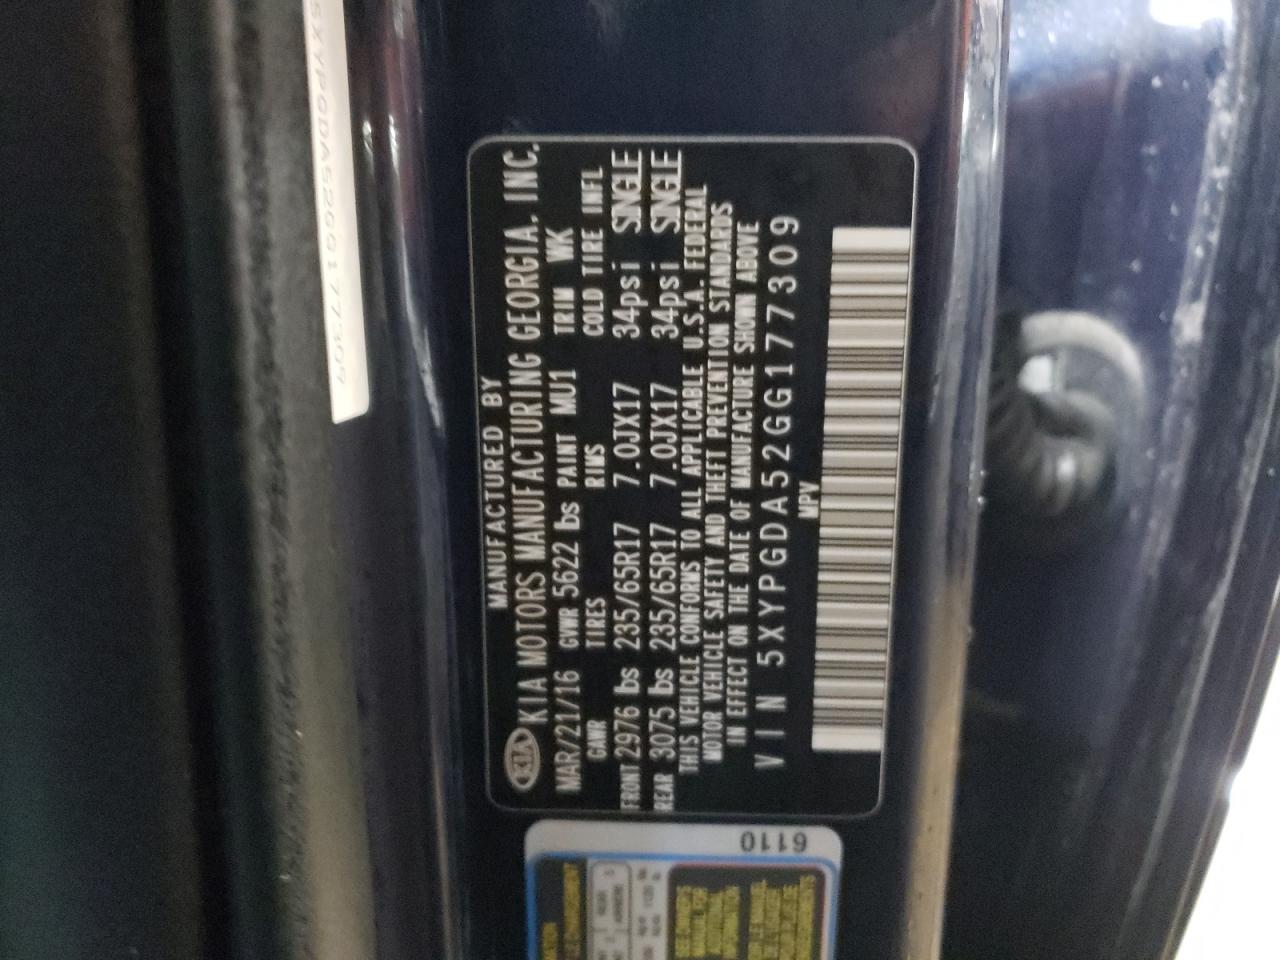 5XYPGDA52GG177309
MANUFACTURED BY
KIA KIA MOTORS MANUFACTURING GEORGIA, INC.
MAR/21/16 GVWR 5622 lbs PAINT MU1 TRIM WK
GAWR TIRES RIMS COLD TIRE INFL
FRONT 2976 lbs 235/65R17 7.0JX17 34psi SINGLE
REAR 3075 lbs 235/65R17 7.0JX17 34psi SINGLE
THIS VEHICLE CONFORMS TO ALL APPLICABLE U.S.A. FEDERAL
MOTOR VEHICLE SAFETY AND THEFT PREVENTION STANDARDS
IN EFFECT ON THE DATE OF MANUFACTURE SHOWN ABOVE
VIN 5XYPGDA52GG177309
MPV
6110